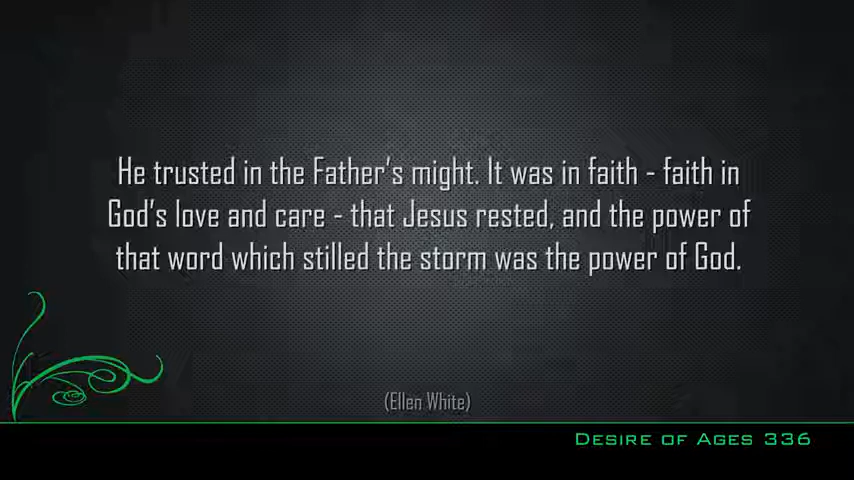 He trusted in the Father's might. It was in faith - faith in
God's love and care - that Jesus rested, and the power of
that word which stilled the storm was the power of God.
(Ellen White)
Desire of Ages 336